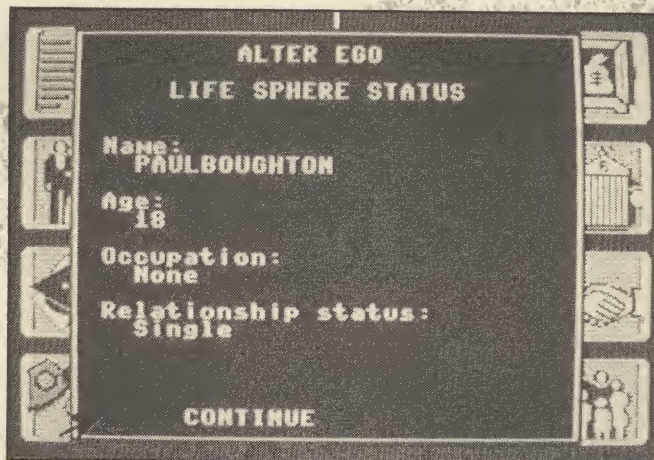 ALTER EGO
LIFE SPHERE STATUS
Name:
PAULBOUGHTON
Age:
18
Occupation:
None
Relationship status:
Single
CONTINUE